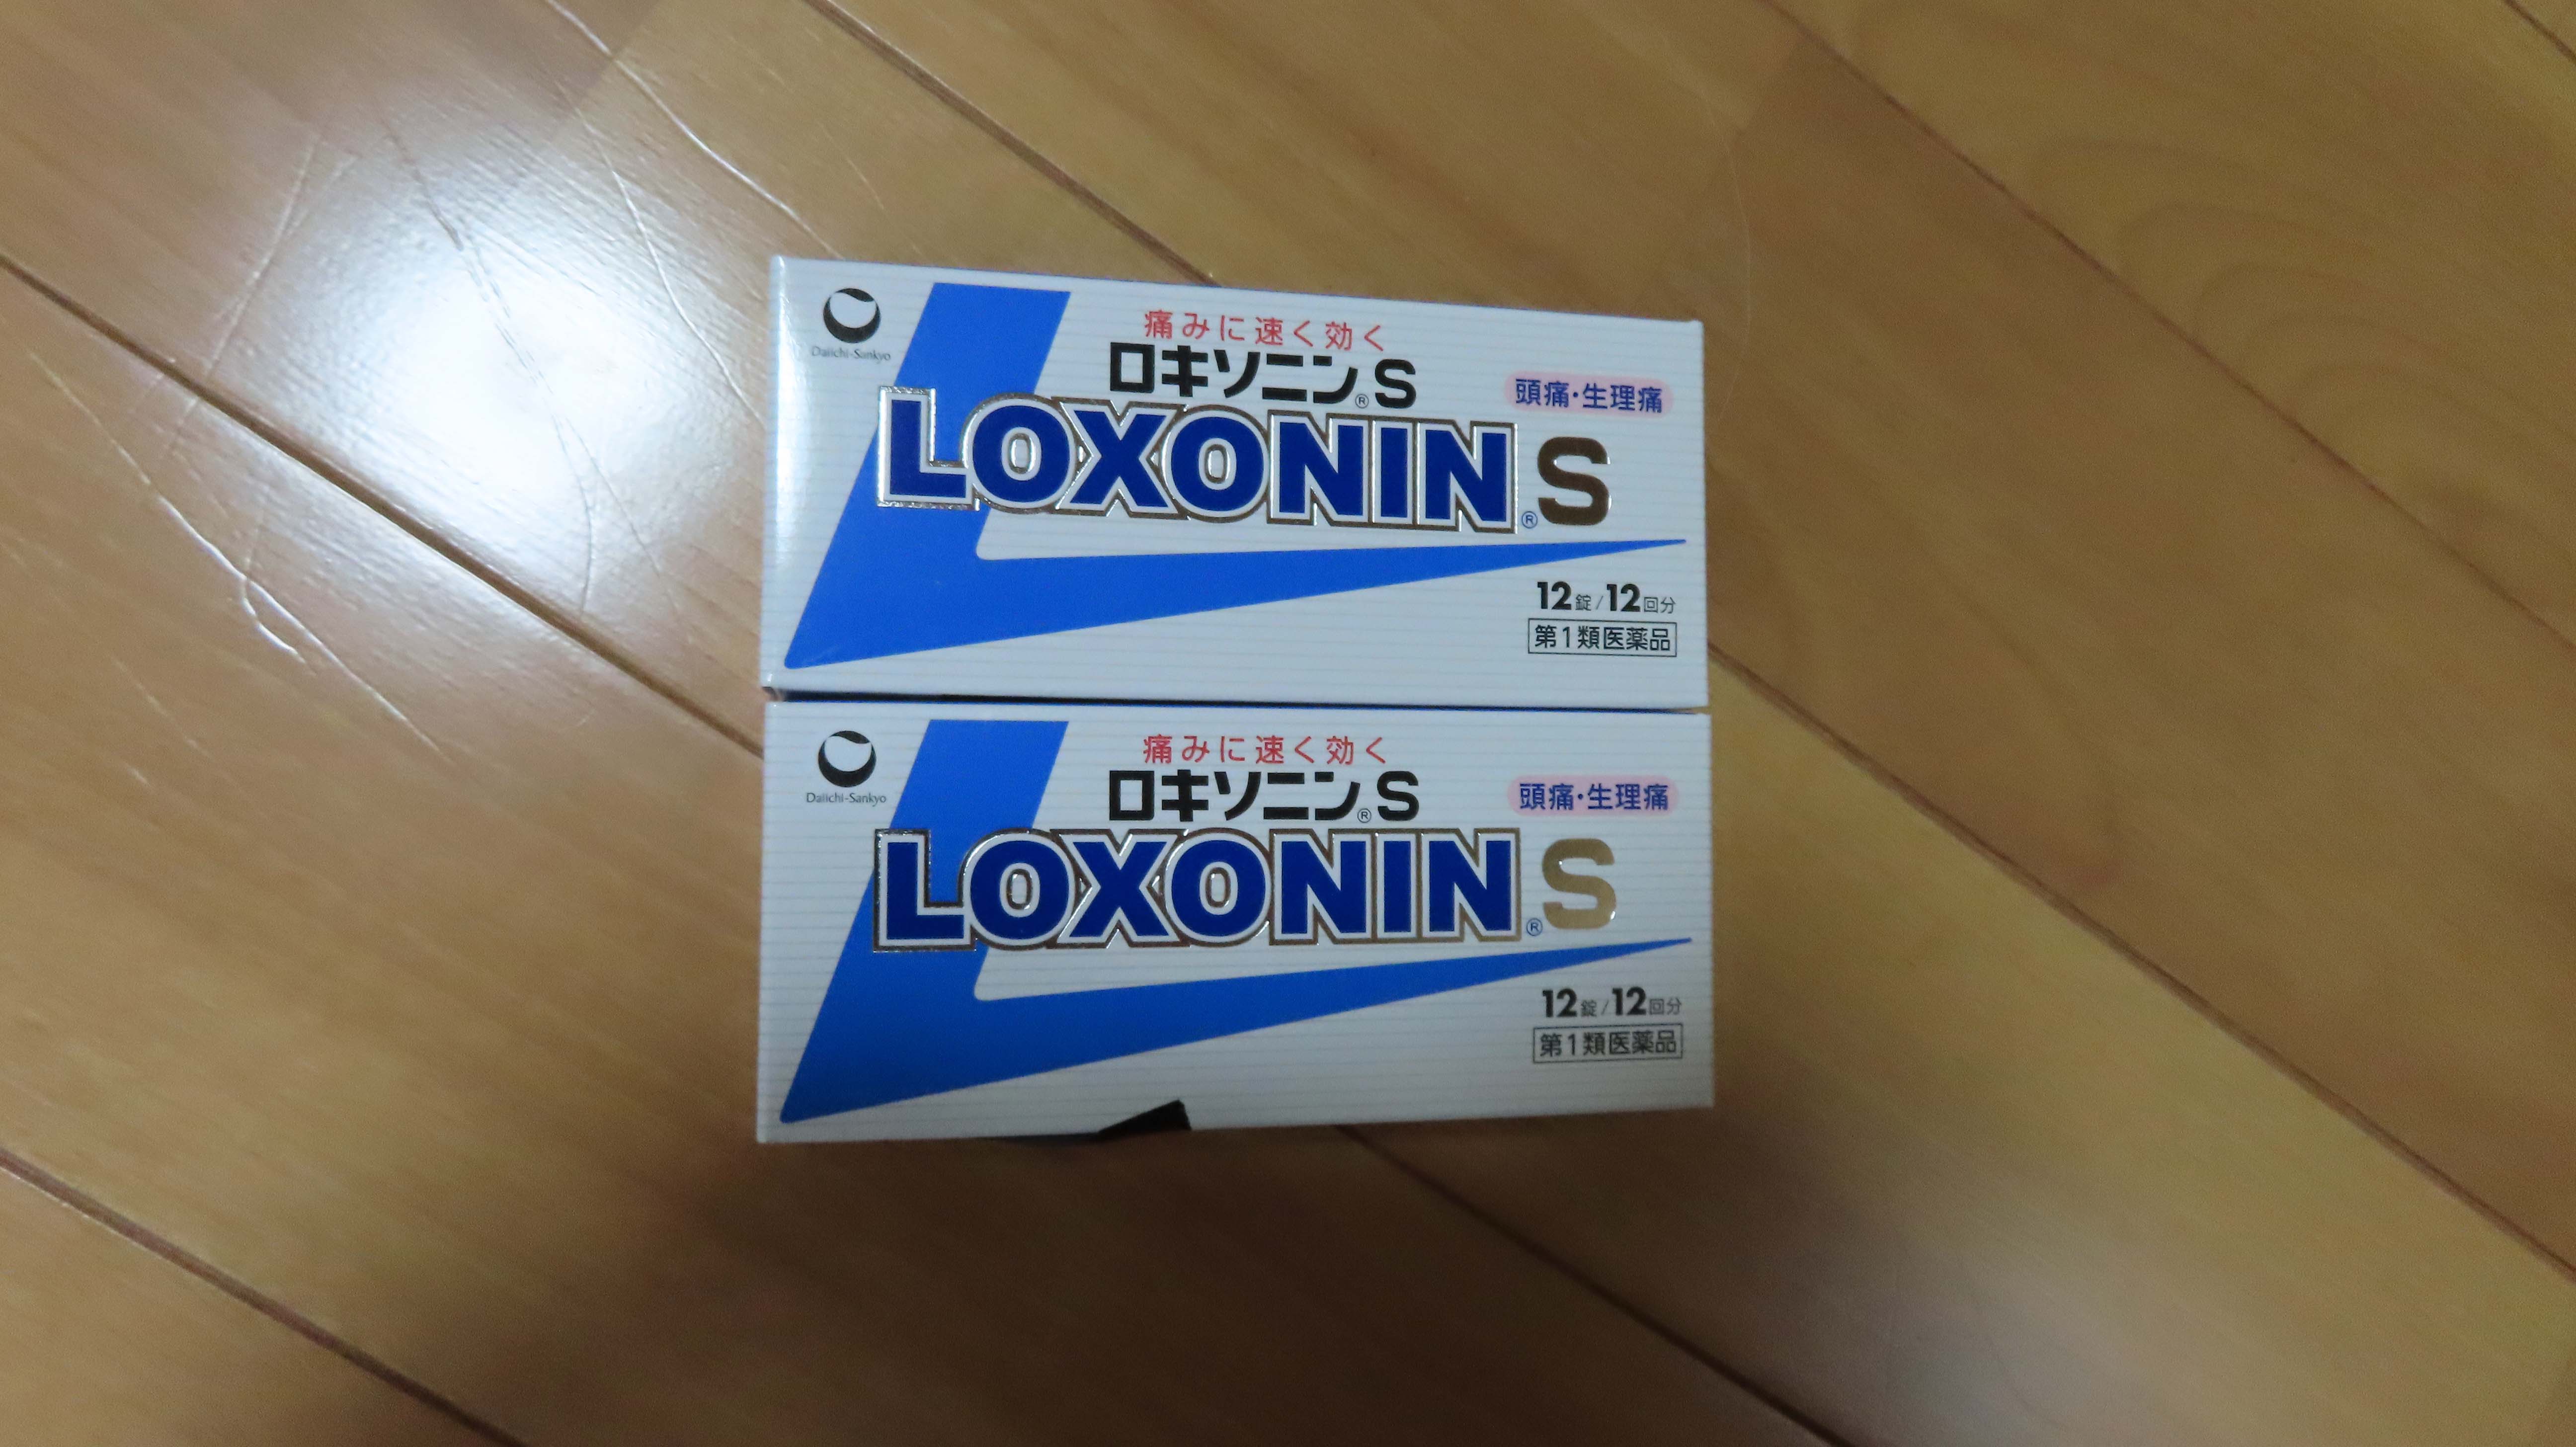 Daiichi-Sankyo
痛みに速く効く
ロキソニン®S
頭痛・生理痛
LOXONIN®S
12錠/12回分
第1類医薬品
Daiichi-Sankyo
痛みに速く効く
ロキソニン®S
頭痛・生理痛
LOXONIN®S
12錠/12回分
第1類医薬品